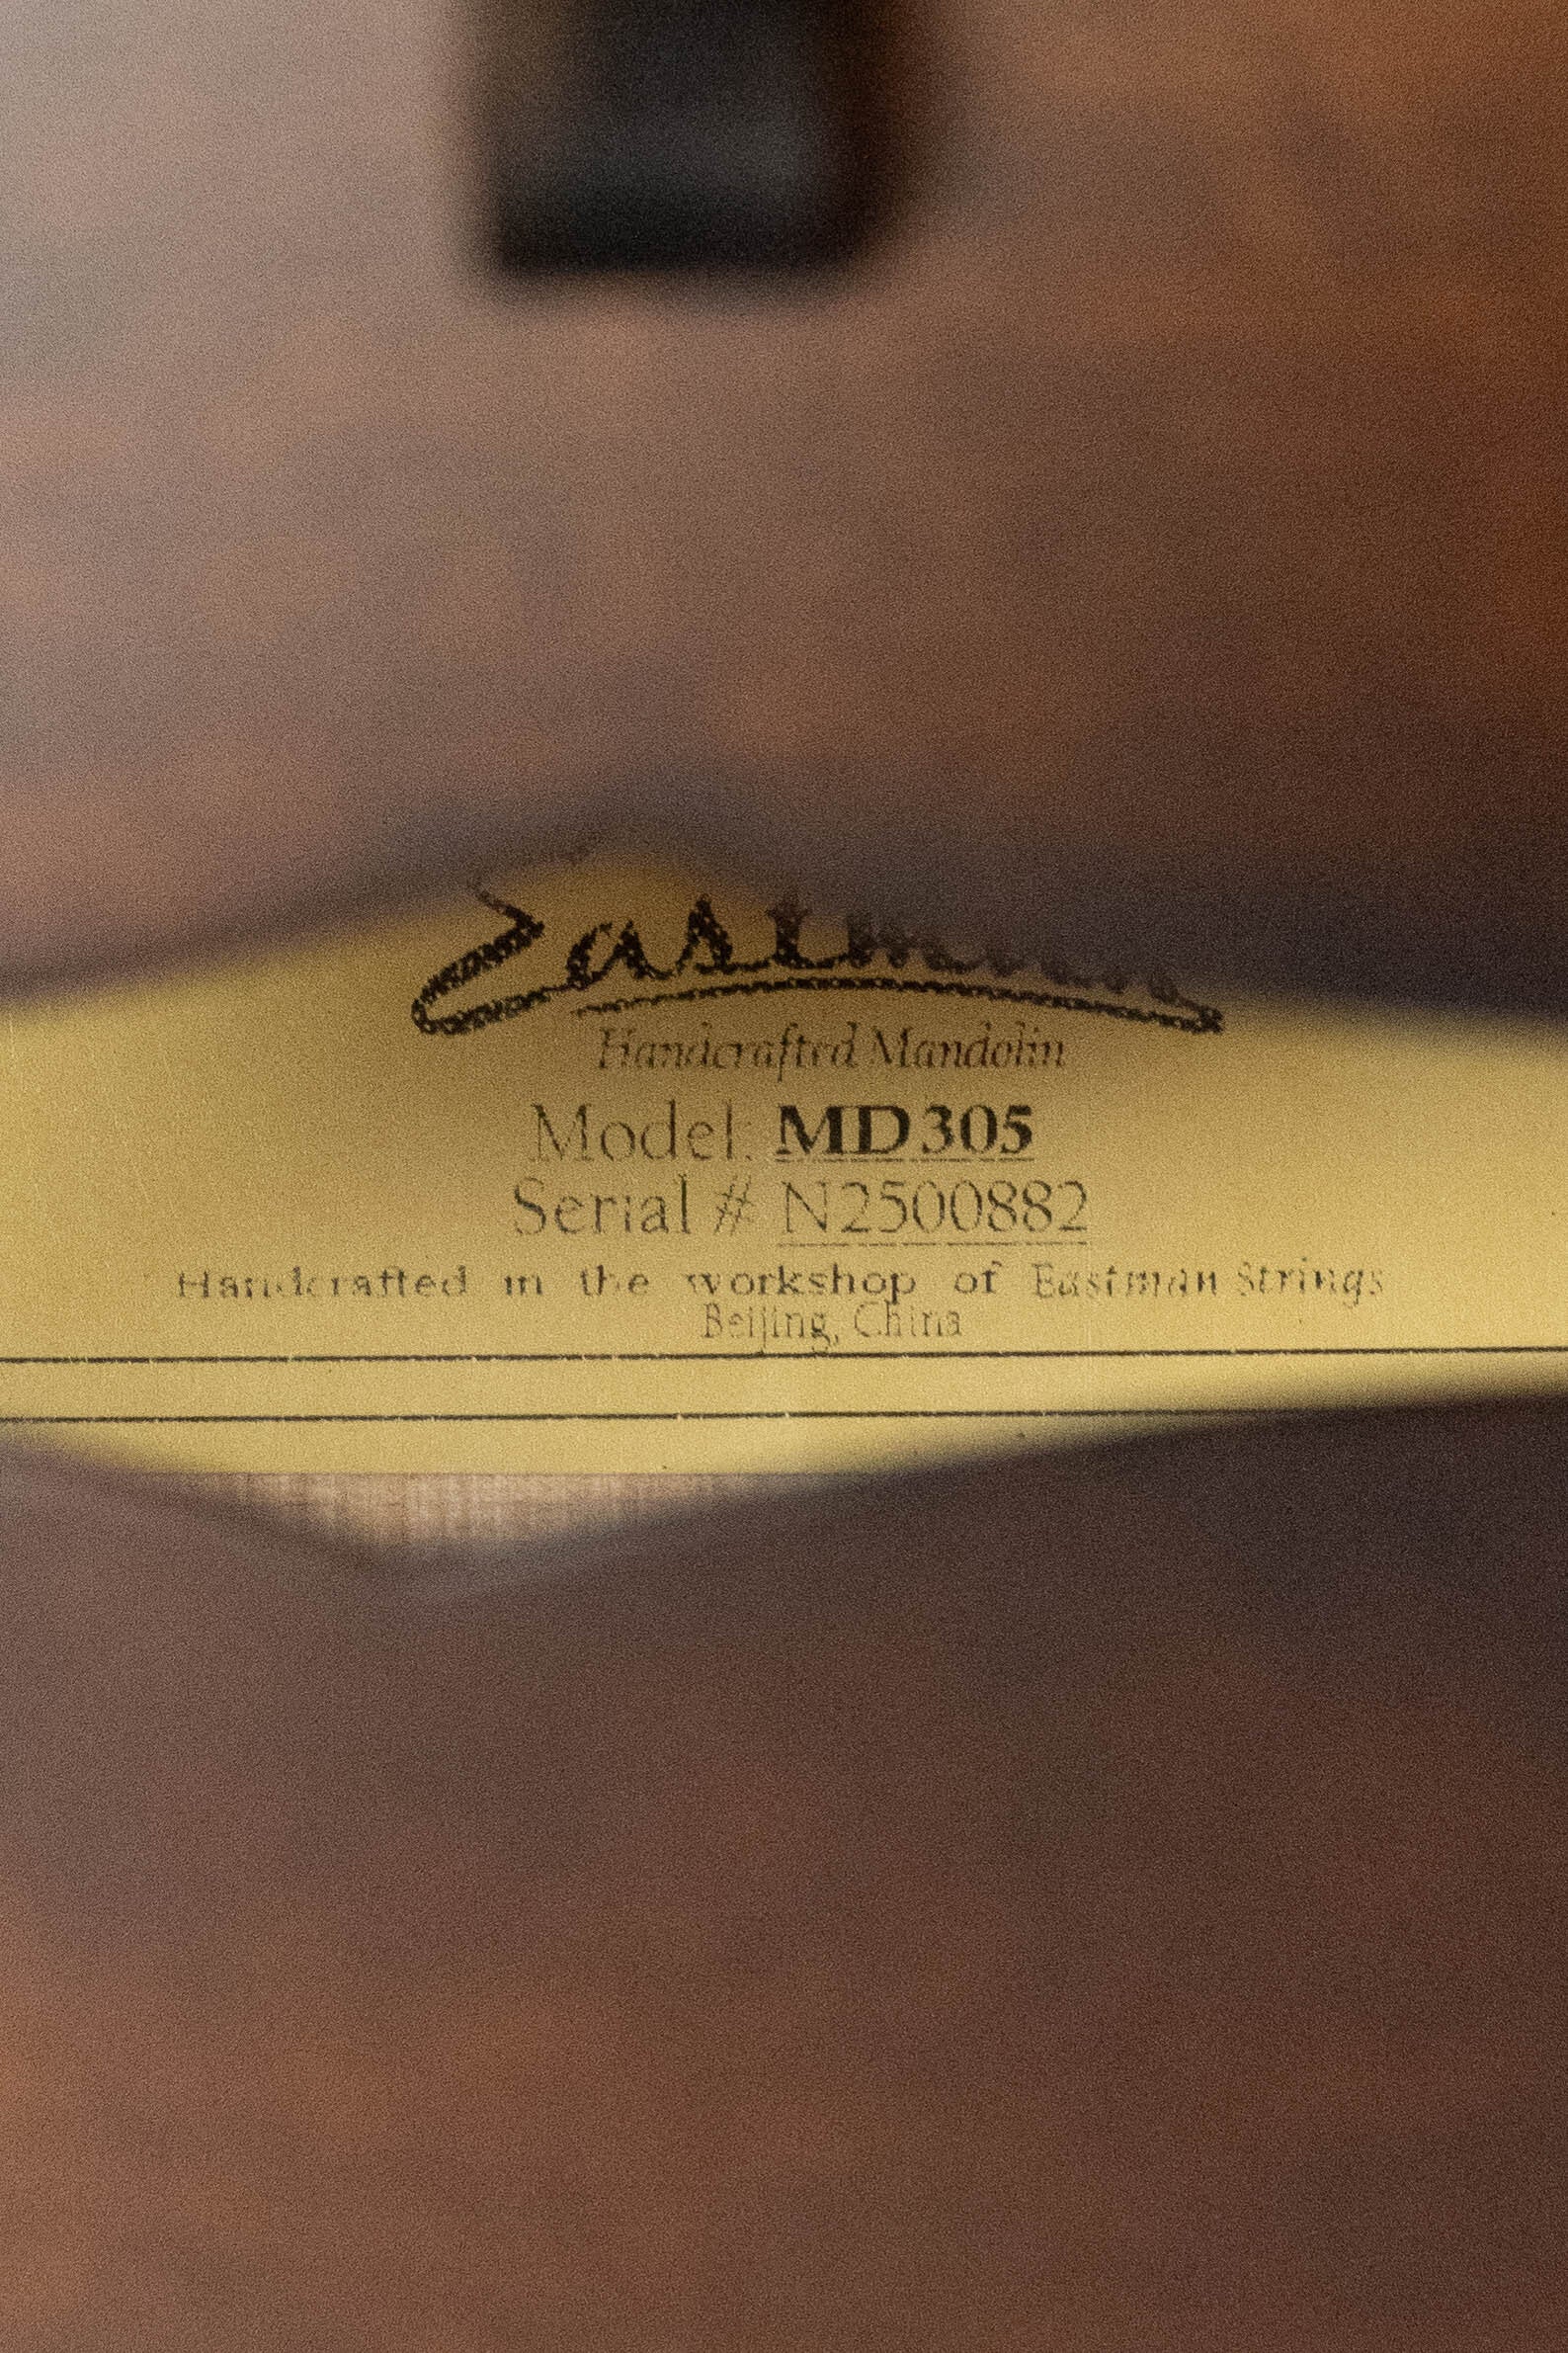 Eastman
Handcrafted Mandolin
Model: MD305
Serial # N2500882
Handcrafted in the workshop of Eastman Strings
Beijing, China